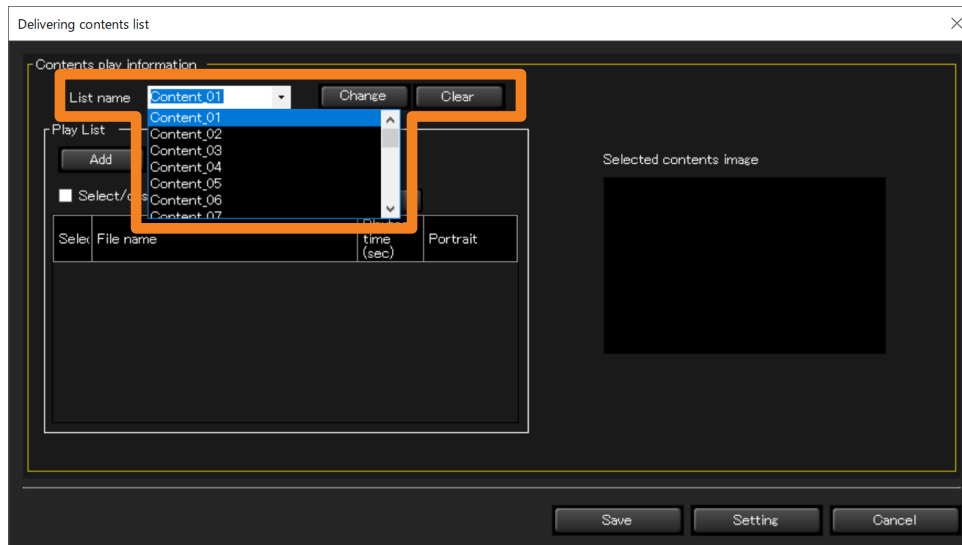 Delivering contents list
Contents play information
List name Content_01 Change Clear
Content_01
Content_02
Content_03
Content_04
Content_05
Content_06
Content_07
Play List
Add
Selected contents image
Selec File name time (sec) Portrait
Save Setting Cancel